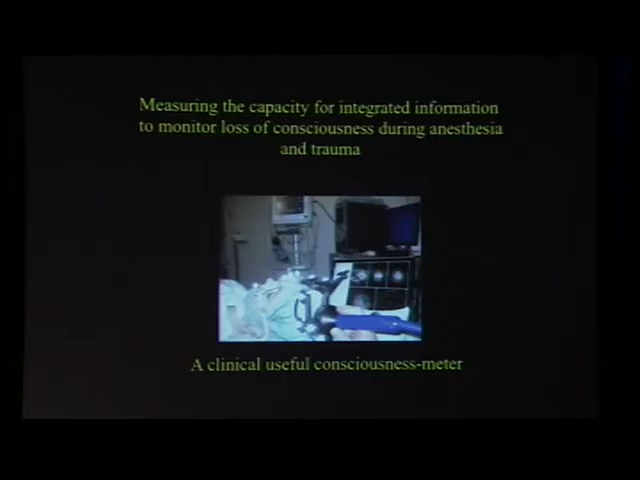 Measuring the capacity for integrated information
to monitor loss of consciousness during anesthesia
and trauma
A clinical useful consciousness-meter